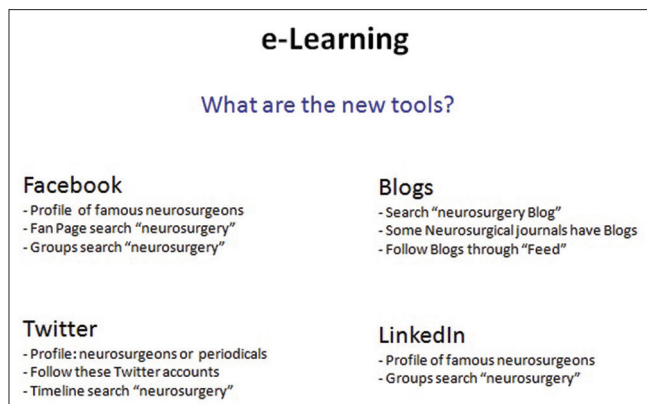 e-Learning
What are the new tools?
Facebook
- Profile of famous neurosurgeons
- Fan Page search “neurosurgery”
- Groups search “neurosurgery”
Blogs
- Search “neurosurgery Blog”
- Some Neurosurgical journals have Blogs
- Follow Blogs through “Feed”
Twitter
- Profile: neurosurgeons or periodicals
- Follow these Twitter accounts
- Timeline search “neurosurgery”
LinkedIn
- Profile of famous neurosurgeons
- Groups search “neurosurgery”